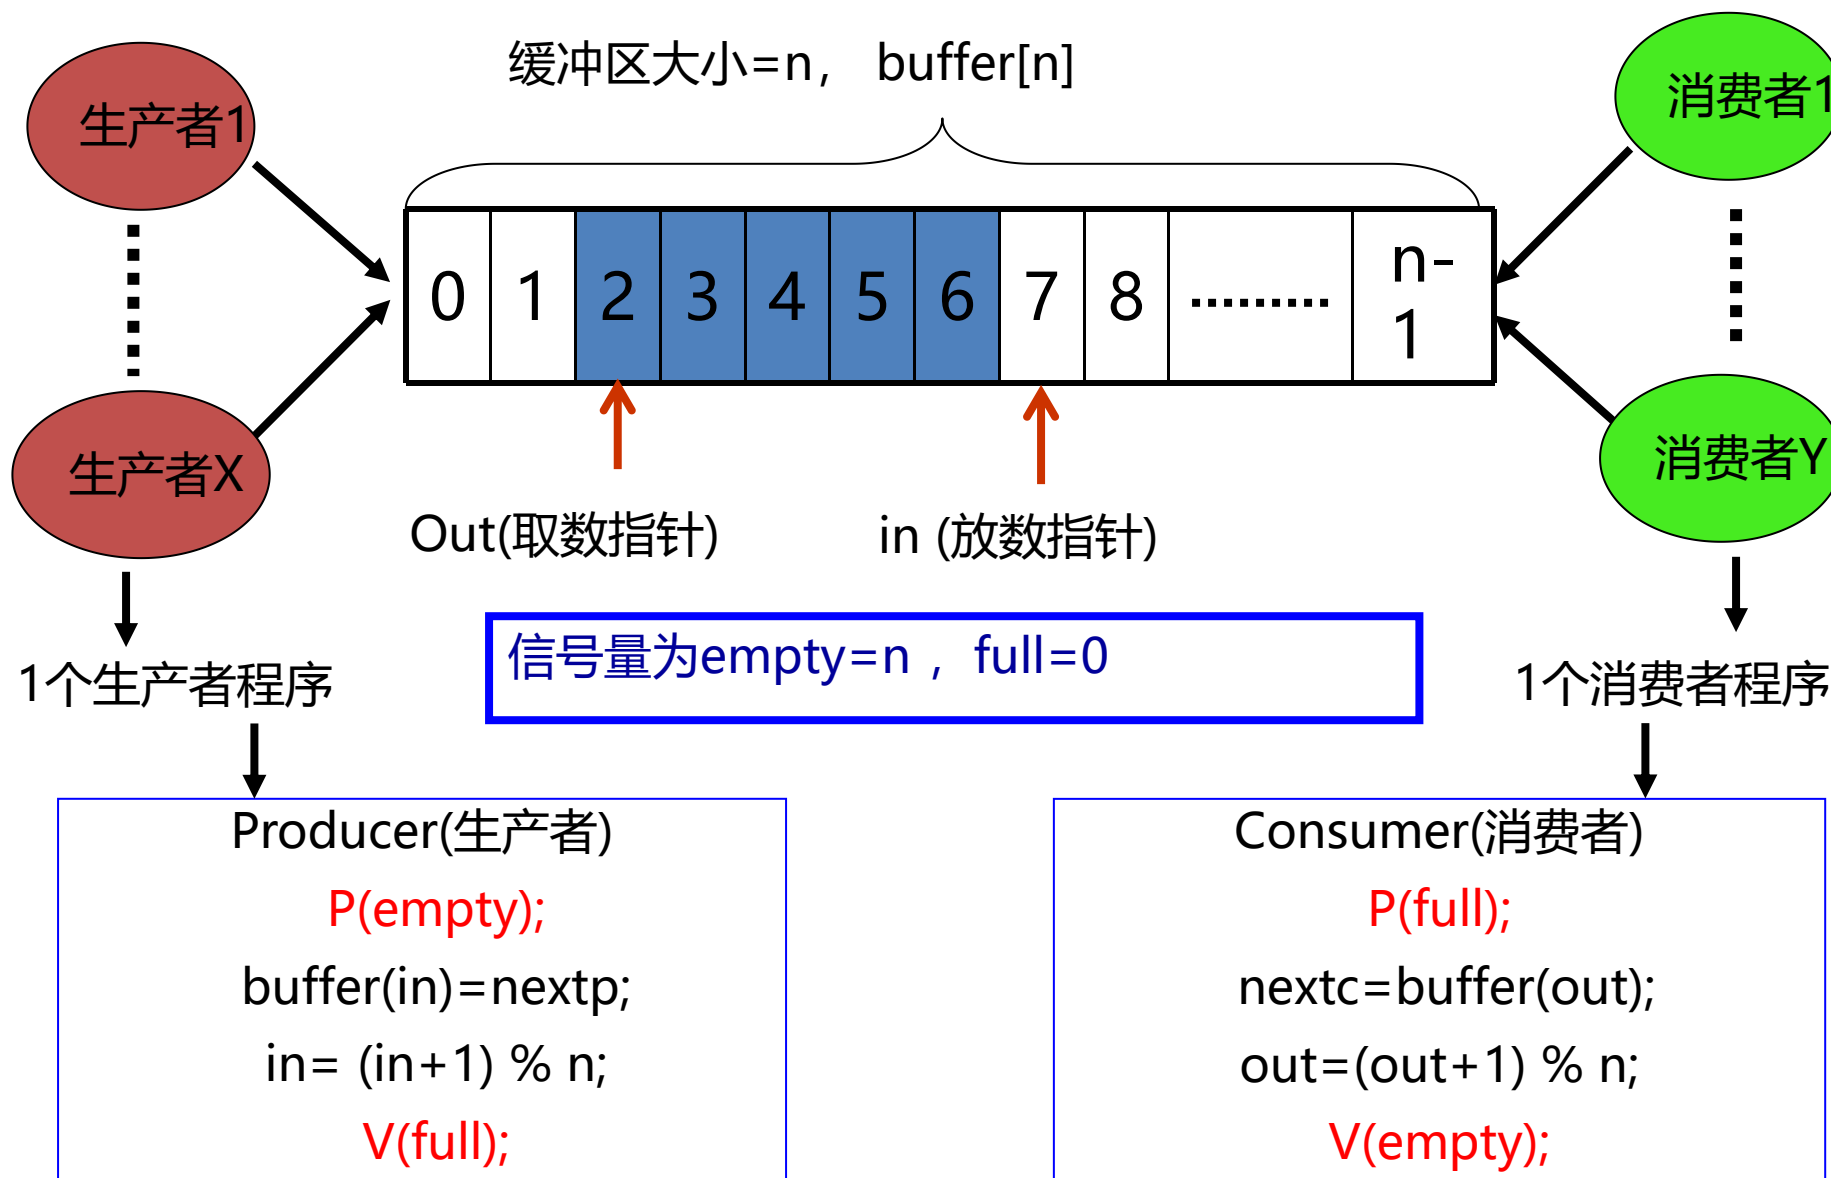 缓冲区大小=n， buffer[n]
生产者1
消费者1
0 1 2 3 4 5 6 7 8 ········· n-
1
生产者X
消费者Y
Out(取数指针)
in (放数指针)
信号量为empty=n ，full=0
1个生产者程序
1个消费者程序
Producer(生产者)
P(empty);
buffer(in)=nextp;
in= (in+1) % n;
V(full);
Consumer(消费者)
P(full);
nextc=buffer(out);
out=(out+1) % n;
V(empty);